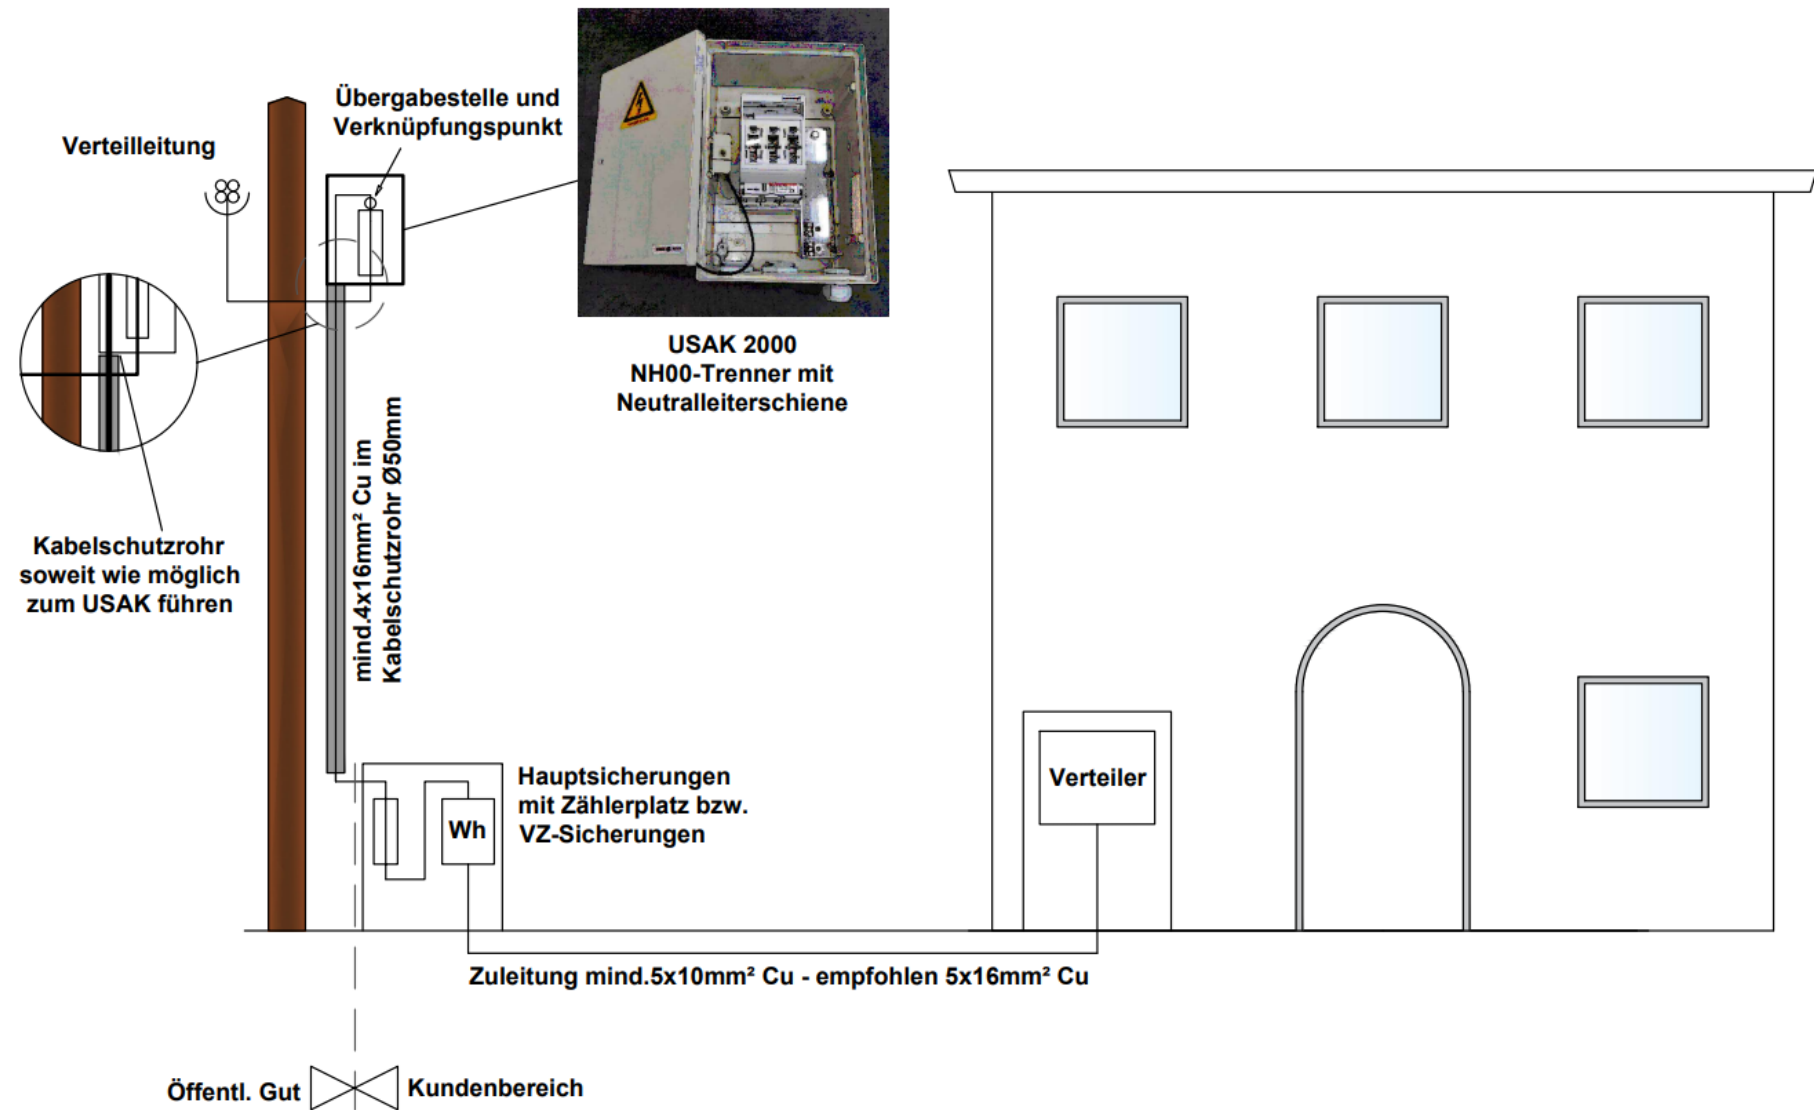 Verteilleitung
Übergabestelle und
Verknüpfungspunkt
USAK 2000
NH00-Trenner mit
Neutralleiterschiene
Kabelschutzrohr
soweit wie möglich
zum USAK führen
mind.4x16mm² Cu im
Kabelschutzrohr Ø50mm
Hauptsicherungen
mit Zählerplatz bzw.
VZ-Sicherungen
Wh
Verteiler
Zuleitung mind.5x10mm² Cu - empfohlen 5x16mm² Cu
Öffentl. Gut
Kundenbereich